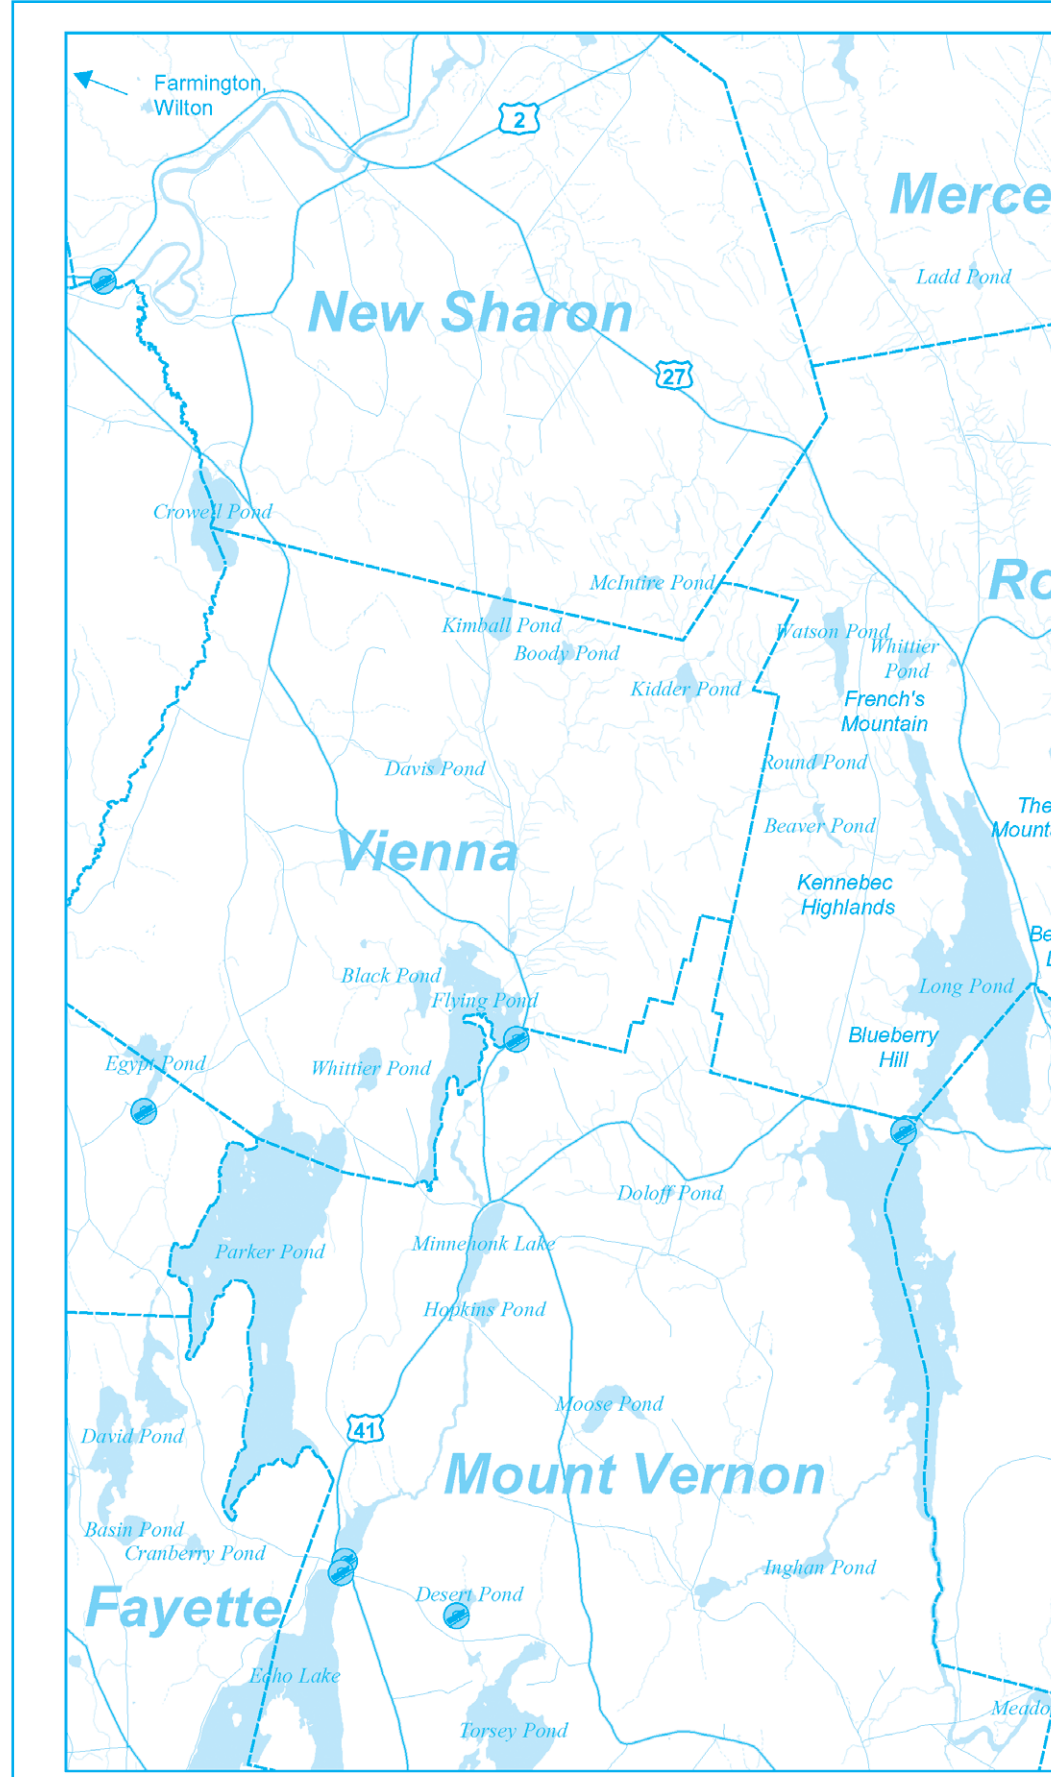 Farmington,
Wilton
2
Merce
Ladd Pond
New Sharon
27
Crowell Pond
McIntire Pond
Ro
Kimball Pond
Boody Pond
Watson Pond
Whittier
Pond
Kidder Pond
French's
Mountain
Davis Pond
Round Pond
The
Mounta
Beaver Pond
Vienna
Kennebec
Highlands
Be
L
Black Pond
Flying Pond
Long Pond
Blueberry
Hill
Egypt Pond
Whittier Pond
Doloff Pond
Parker Pond
Minnehonk Lake
Hopkins Pond
Moose Pond
41
David Pond
Mount Vernon
Basin Pond
Cranberry Pond
Inghan Pond
Fayette
Desert Pond
Echo Lake
Torsey Pond
Meado